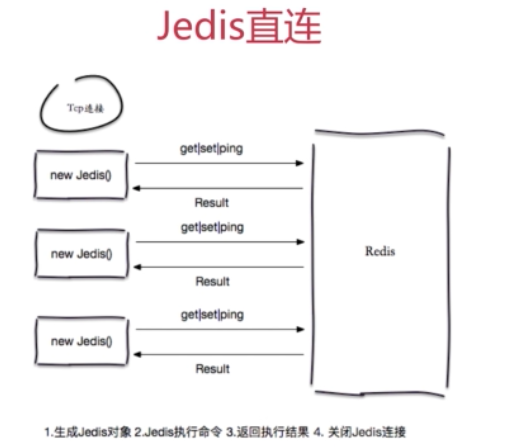 Jedis直连
Tcp连接
get|set|ping
new Jedis()
Result
get|set|ping
new Jedis()
Redis
Result
get|set|ping
new Jedis()
Result
1.生成Jedis对象 2.Jedis执行命令 3.返回执行结果 4. 关闭Jedis连接